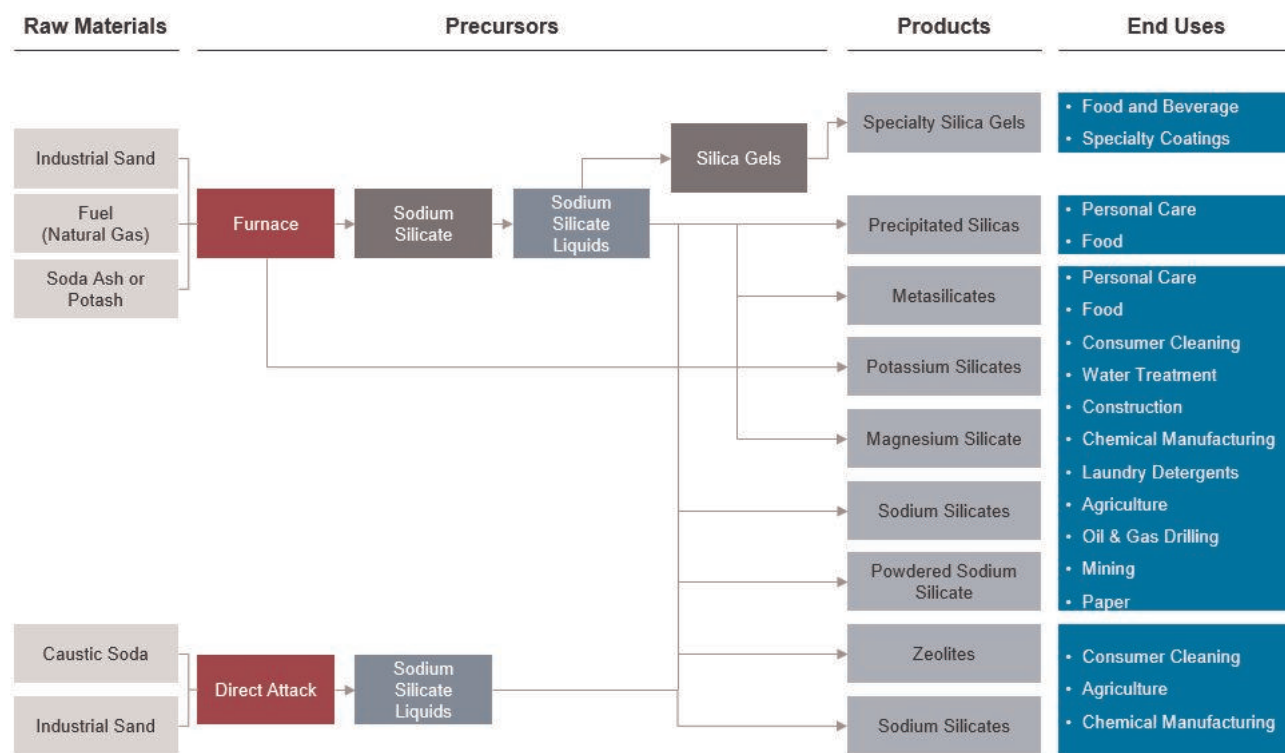 Raw Materials
Precursors
Products
End Uses
Industrial Sand
Fuel
(Natural Gas)
Soda Ash or
Potash
Furnace
Sodium
Silicate
Sodium
Silicate
Liquids
Silica Gels
Specialty Silica Gels
• Food and Beverage
• Specialty Coatings
Precipitated Silicas
• Personal Care
• Food
Metasilicates
Potassium Silicates
Magnesium Silicate
Sodium Silicates
Powdered Sodium
Silicate
• Personal Care
• Food
• Consumer Cleaning
• Water Treatment
• Construction
• Chemical Manufacturing
• Laundry Detergents
• Agriculture
• Oil & Gas Drilling
• Mining
• Paper
Caustic Soda
Industrial Sand
Direct Attack
Sodium
Silicate
Liquids
Zeolites
Sodium Silicates
• Consumer Cleaning
• Agriculture
• Chemical Manufacturing